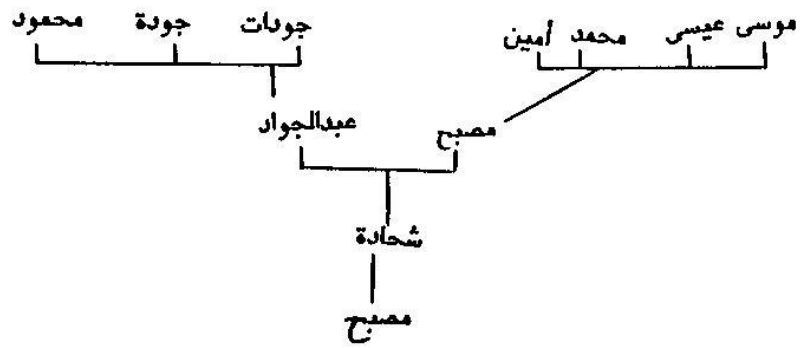 موسى عيسى محمد أمين جودات جودة محمود
مصبح عبدالجواد
شحادة
مصبح